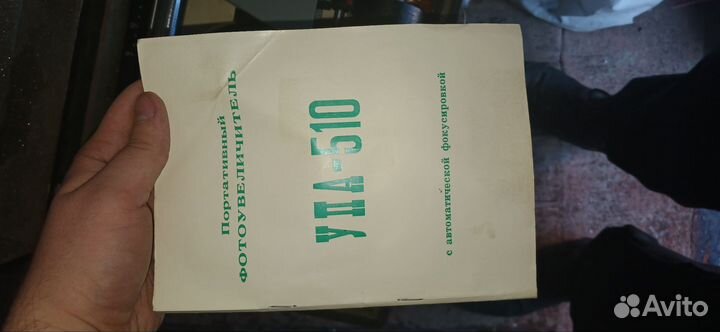 Портативный
ФОТОУВЕЛИЧИТЕЛЬ
УПА-510
с автоматической фокусировкой
Avito